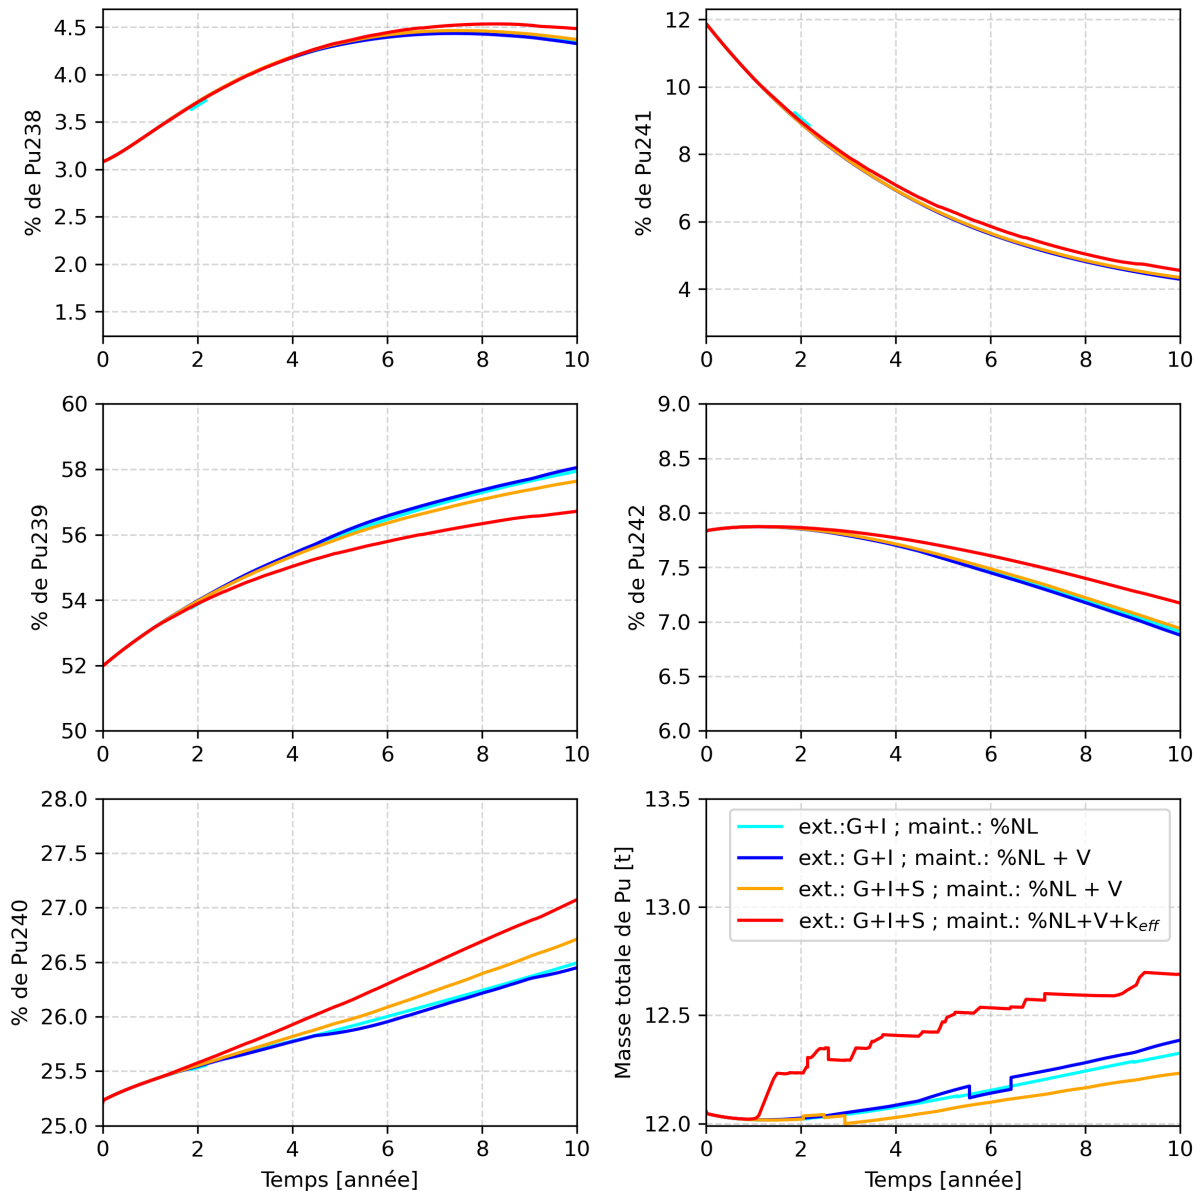 % de Pu238
4.5
4.0
3.5
3.0
2.5
2.0
1.5
0 2 4 6 8 10
% de Pu241
12
10
8
6
4
0 2 4 6 8 10
% de Pu239
60
58
56
54
52
50
0 2 4 6 8 10
% de Pu242
9.0
8.5
8.0
7.5
7.0
6.5
6.0
0 2 4 6 8 10
% de Pu240
28.0
27.5
27.0
26.5
26.0
25.5
25.0
0 2 4 6 8 10
Temps [année]
Masse totale de Pu [t]
13.5
13.0
12.5
12.0
ext.:G+I ; maint.: %NL
ext.: G+I ; maint.: %NL + V
ext.: G+I+S ; maint.: %NL + V
ext.: G+I+S ; maint.: %NL+V+keff
0 2 4 6 8 10
Temps [année]